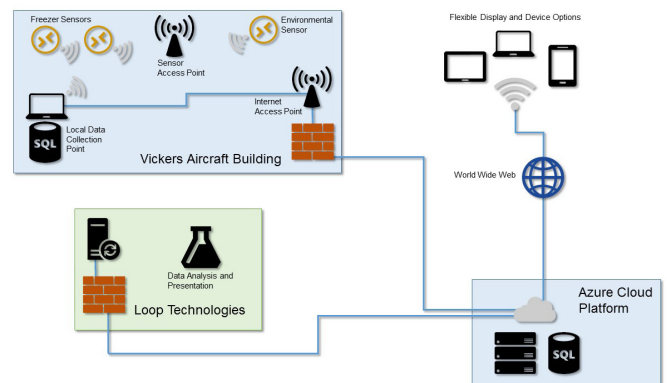 Freezer Sensors
Environmental
Sensor
Sensor
Access Point
Internet
Access Point
Local Data
Collection
Point
SQL
Vickers Aircraft Building
Flexible Display and Device Options
World Wide Web
Data Analysis and
Presentation
Loop Technologies
Azure Cloud
Platform
SQL